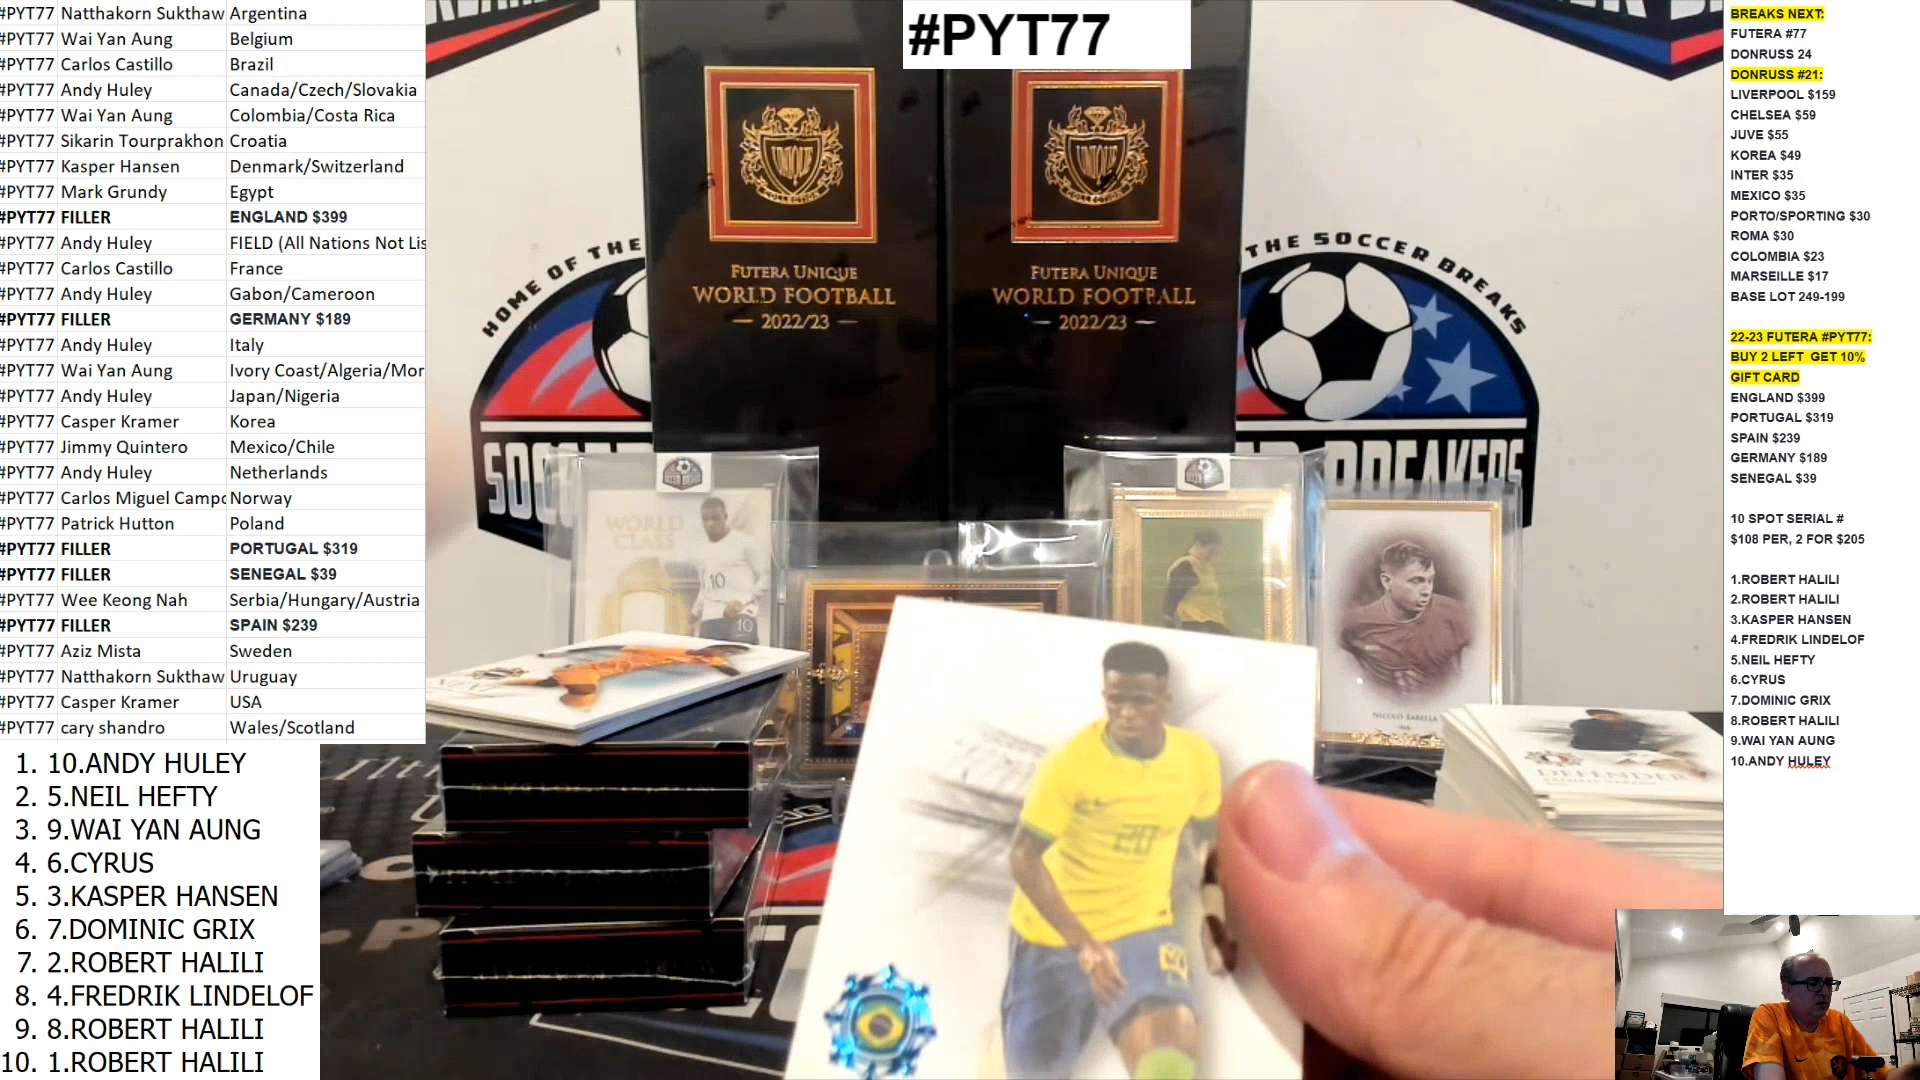 #PYT77 Natthakorn Sukthaw Argentina
#PYT77 Wai Yan Aung Belgium
#PYT77 Carlos Castillo Brazil
#PYT77 Andy Huley Canada/Czech/Slovakia
#PYT77 Wai Yan Aung Colombia/Costa Rica
#PYT77 Sikarin Tourprakhon Croatia
#PYT77 Kasper Hansen Denmark/Switzerland
#PYT77 Mark Grundy Egypt
#PYT77 FILLER ENGLAND $399
#PYT77 Andy Huley FIELD (All Nations Not Lis
#PYT77 Carlos Castillo France
#PYT77 Andy Huley Gabon/Cameroon
#PYT77 FILLER GERMANY $189
#PYT77 Andy Huley Italy
#PYT77 Wai Yan Aung Ivory Coast/Algeria/Mor
#PYT77 Andy Huley Japan/Nigeria
#PYT77 Casper Kramer Korea
#PYT77 Jimmy Quintero Mexico/Chile
#PYT77 Andy Huley Netherlands
#PYT77 Carlos Miguel Campo Norway
#PYT77 Patrick Hutton Poland
#PYT77 FILLER PORTUGAL $319
#PYT77 FILLER SENEGAL $39
#PYT77 Wee Keong Nah Serbia/Hungary/Austria
#PYT77 FILLER SPAIN $239
#PYT77 Aziz Mista Sweden
#PYT77 Natthakorn Sukthaw Uruguay
#PYT77 Casper Kramer USA
#PYT77 cary shandro Wales/Scotland
1. 10.ANDY HULEY
2. 5.NEIL HEFTY
3. 9.WAI YAN AUNG
4. 6.CYRUS
5. 3.KASPER HANSEN
6. 7.DOMINIC GRIX
7. 2.ROBERT HALILI
8. 4.FREDRIK LINDELOF
9. 8.ROBERT HALILI
10. 1.ROBERT HALILI
#PYT77
UNIQUE
FUTERA UNIQUE
WORLD FOOTBALL
2022/23
UNIQUE
FUTERA UNIQUE
WORLD FOOTBALL
2022/23
HOME OF THE
THE SOCCER BREAKS
SOC
BREAKERS
WORLD
CLASS
10
10
20
DEFENDER
BREAKS NEXT:
FUTERA #77
DONRUSS 24
DONRUSS #21:
LIVERPOOL $159
CHELSEA $59
JUVE $55
KOREA $49
INTER $35
MEXICO $35
PORTO/SPORTING $30
ROMA $30
COLOMBIA $23
MARSEILLE $17
BASE LOT 249-199
22-23 FUTERA #PYT77:
BUY 2 LEFT GET 10%
GIFT CARD
ENGLAND $399
PORTUGAL $319
SPAIN $239
GERMANY $189
SENEGAL $39
10 SPOT SERIAL #
$108 PER, 2 FOR $205
1.ROBERT HALILI
2.ROBERT HALILI
3.KASPER HANSEN
4.FREDRIK LINDELOF
5.NEIL HEFTY
6.CYRUS
7.DOMINIC GRIX
8.ROBERT HALILI
9.WAI YAN AUNG
10.ANDY HULEY